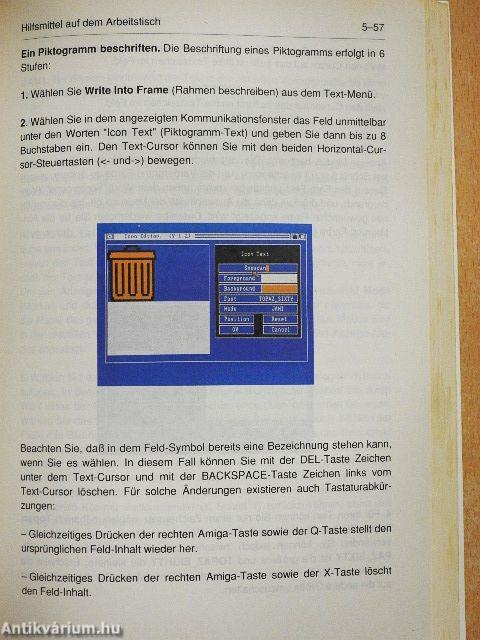 Hilfsmittel auf dem Arbeitstisch 5–57
Ein Piktogramm beschriften. Die Beschriftung eines Piktogramms erfolgt in 6
Stufen:
1. Wählen Sie Write Into Frame (Rahmen beschreiben) aus dem Text-Menü.
2. Wählen Sie in dem angezeigten Kommunikationsfenster das Feld unmittelbar
unter den Worten "Icon Text" (Piktogramm-Text) und geben Sie dann bis zu 8
Buchstaben ein. Den Text-Cursor können Sie mit den beiden Horizontal-Cur-
sor-Steuertasten (<- und->) bewegen.
Icon Editor. (V 1.2)
Icon Text
Foreground
Background
Font TOPAZ_SIXTY
Mode JAM1
Position Reset
OK Cancel
Beachten Sie, daß in dem Feld-Symbol bereits eine Bezeichnung stehen kann,
wenn Sie es wählen. In diesem Fall können Sie mit der DEL-Taste Zeichen
unter dem Text-Cursor und mit der BACKSPACE-Taste Zeichen links vom
Text-Cursor löschen. Für solche Änderungen existieren auch Tastaturabkür-
zungen:
– Gleichzeitiges Drücken der rechten Amiga-Taste sowie der Q-Taste stellt den
ursprünglichen Feld-Inhalt wieder her.
– Gleichzeitiges Drücken der rechten Amiga-Taste sowie der X-Taste löscht
den Feld-Inhalt.
Antikvárium.hu